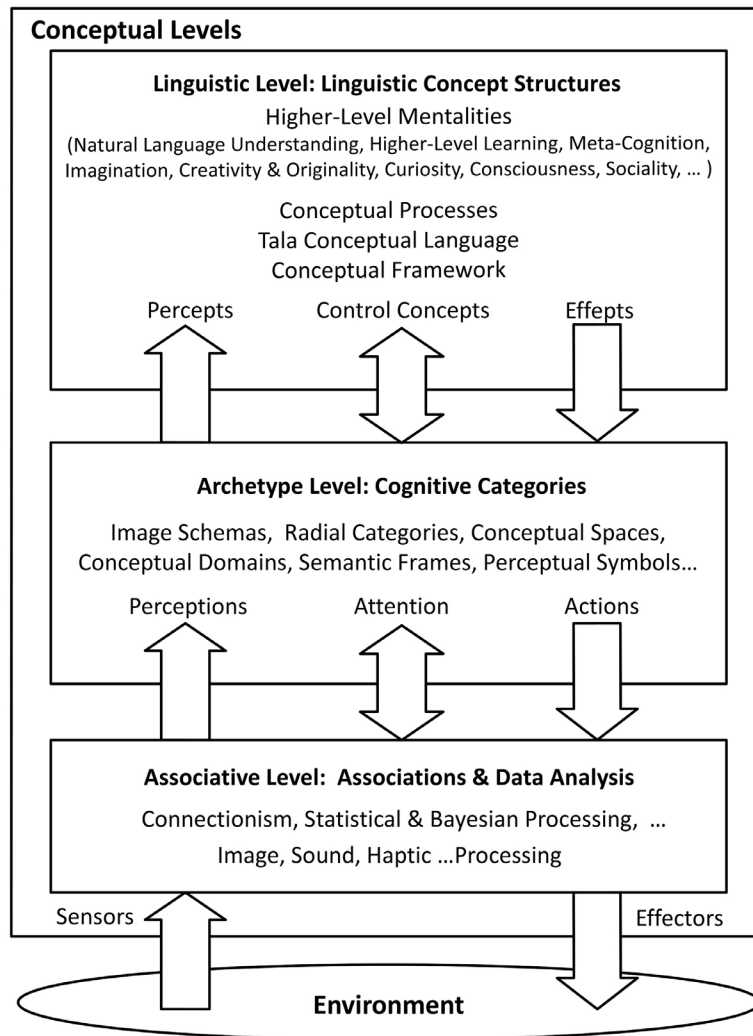 Conceptual Levels
Linguistic Level: Linguistic Concept Structures
Higher-Level Mentalities
(Natural Language Understanding, Higher-Level Learning, Meta-Cognition,
Imagination, Creativity & Originality, Curiosity, Consciousness, Sociality, ... )
Conceptual Processes
Tala Conceptual Language
Conceptual Framework
Percepts Control Concepts Effepts
Archetype Level: Cognitive Categories
Image Schemas, Radial Categories, Conceptual Spaces,
Conceptual Domains, Semantic Frames, Perceptual Symbols...
Perceptions Attention Actions
Associative Level: Associations & Data Analysis
Connectionism, Statistical & Bayesian Processing, ...
Image, Sound, Haptic ...Processing
Sensors Effectors
Environment